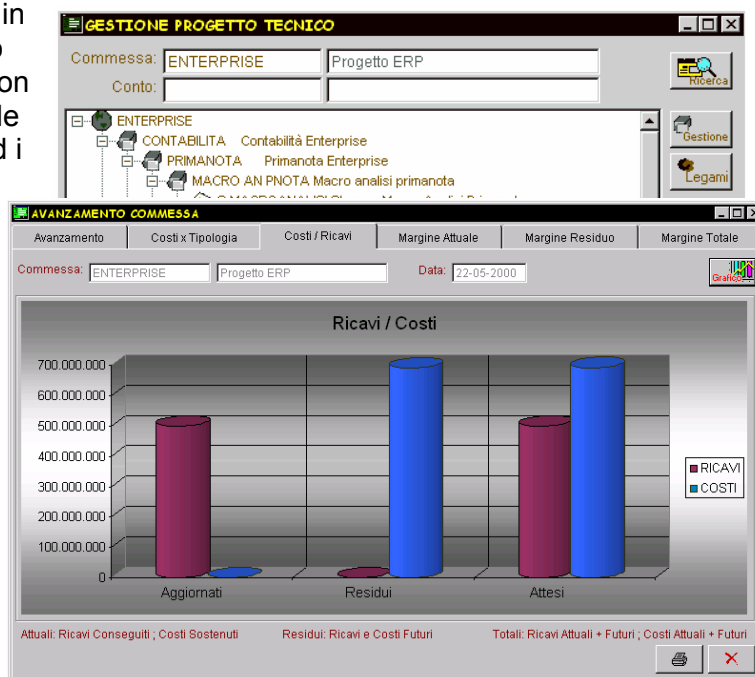 in
on
le
d i
GESTIONE PROGETTO TECNICO
Commessa: ENTERPRISE Progetto ERP
Conto:
Ricerca
ENTERPRISE
Gestione
CONTABILITA Contabilità Enterprise
PRIMANOTA Primanota Enterprise
Legami
MACRO AN PNOTA Macro analisi primanota
AVANZAMENTO COMMESSA
Avanzamento Costi x Tipologia Costi / Ricavi Margine Attuale Margine Residuo Margine Totale
Commessa: ENTERPRISE Progetto ERP Data: 22-05-2000
Grafico
Ricavi / Costi
700.000.000
600.000.000
500.000.000
400.000.000
300.000.000
200.000.000
100.000.000
0
RICAVI
COSTI
Aggiornati Residui Attesi
Attuali: Ricavi Conseguiti ; Costi Sostenuti Residui: Ricavi e Costi Futuri Totali: Ricavi Attuali + Futuri ; Costi Attuali + Futuri